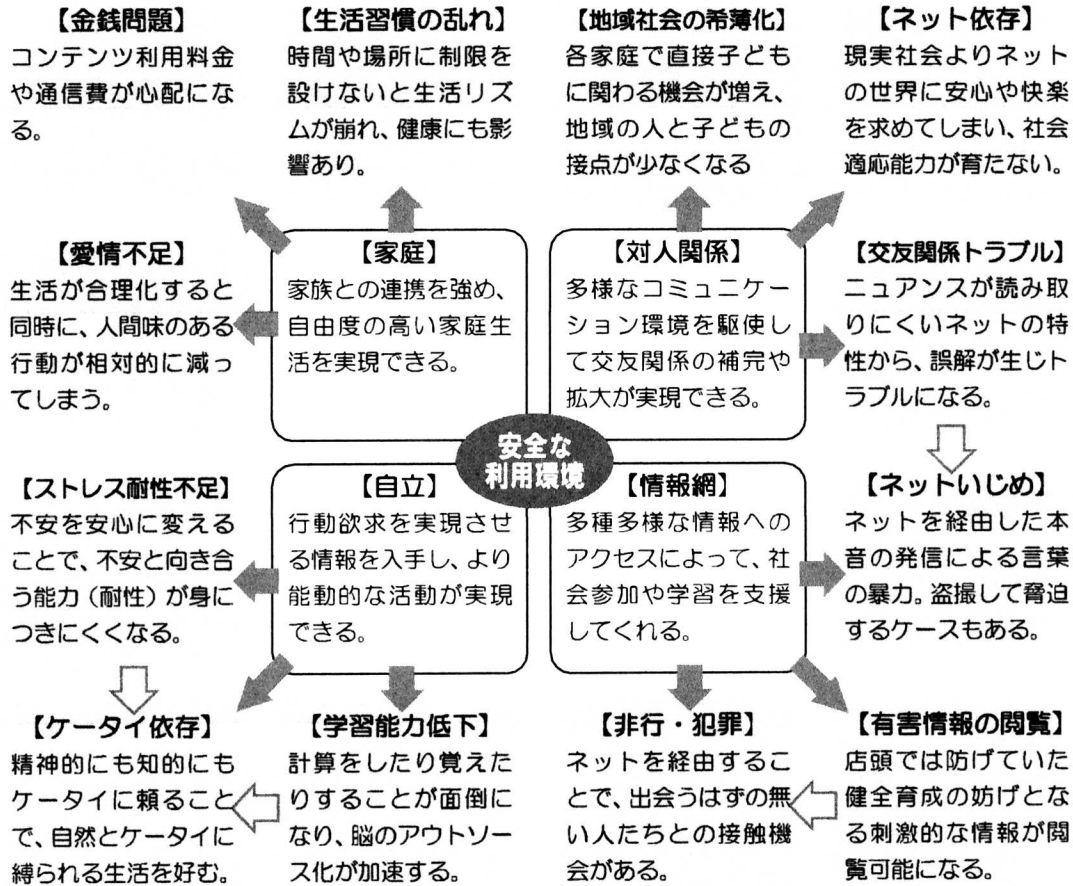 【金銭問題】
コンテンツ利用料金
や通信費が心配にな
る。
【生活習慣の乱れ】
時間や場所に制限を
設けないと生活リズ
ムが崩れ、健康にも影
響あり。
【地域社会の希薄化】
各家庭で直接子ども
に関わる機会が増え、
地域の人と子どもの
接点が少なくなる
【ネット依存】
現実社会よりネット
の世界に安心や快楽
を求めてしまい、社会
適応能力が育たない。
【愛情不足】
生活が合理化すると
同時に、人間味のある
行動が相対的に減っ
てしまう。
【家庭】
家族との連携を強め、
自由度の高い家庭生
活を実現できる。
【対人関係】
多様なコミュニケー
ション環境を駆使し
て交友関係の補完や
拡大が実現できる。
【交友関係トラブル】
ニュアンスが読み取
りにくいネットの特
性から、誤解が生じト
ラブルになる。
安全な
利用環境
【ストレス耐性不足】
不安を安心に変える
ことで、不安と向き合
う能力（耐性）が身に
つきにくくなる。
【自立】
行動欲求を実現させ
る情報を入手し、より
能動的な活動が実現
できる。
【情報網】
多種多様な情報への
アクセスによって、社
会参加や学習を支援
してくれる。
【ネットいじめ】
ネットを経由した本
音の発信による言葉
の暴力。盗撮して脅迫
するケースもある。
【ケータイ依存】
精神的にも知的にも
ケータイに頼ること
で、自然とケータイに
縛られる生活を好む。
【学習能力低下】
計算をしたり覚えた
りすることが面倒に
なり、脳のアウトソー
ス化が加速する。
【非行・犯罪】
ネットを経由するこ
とで、出会うはずの無
い人たちとの接触機
会がある。
【有害情報の閲覧】
店頭では防げていた
健全育成の妨げとな
る刺激的な情報が閲
覧可能になる。